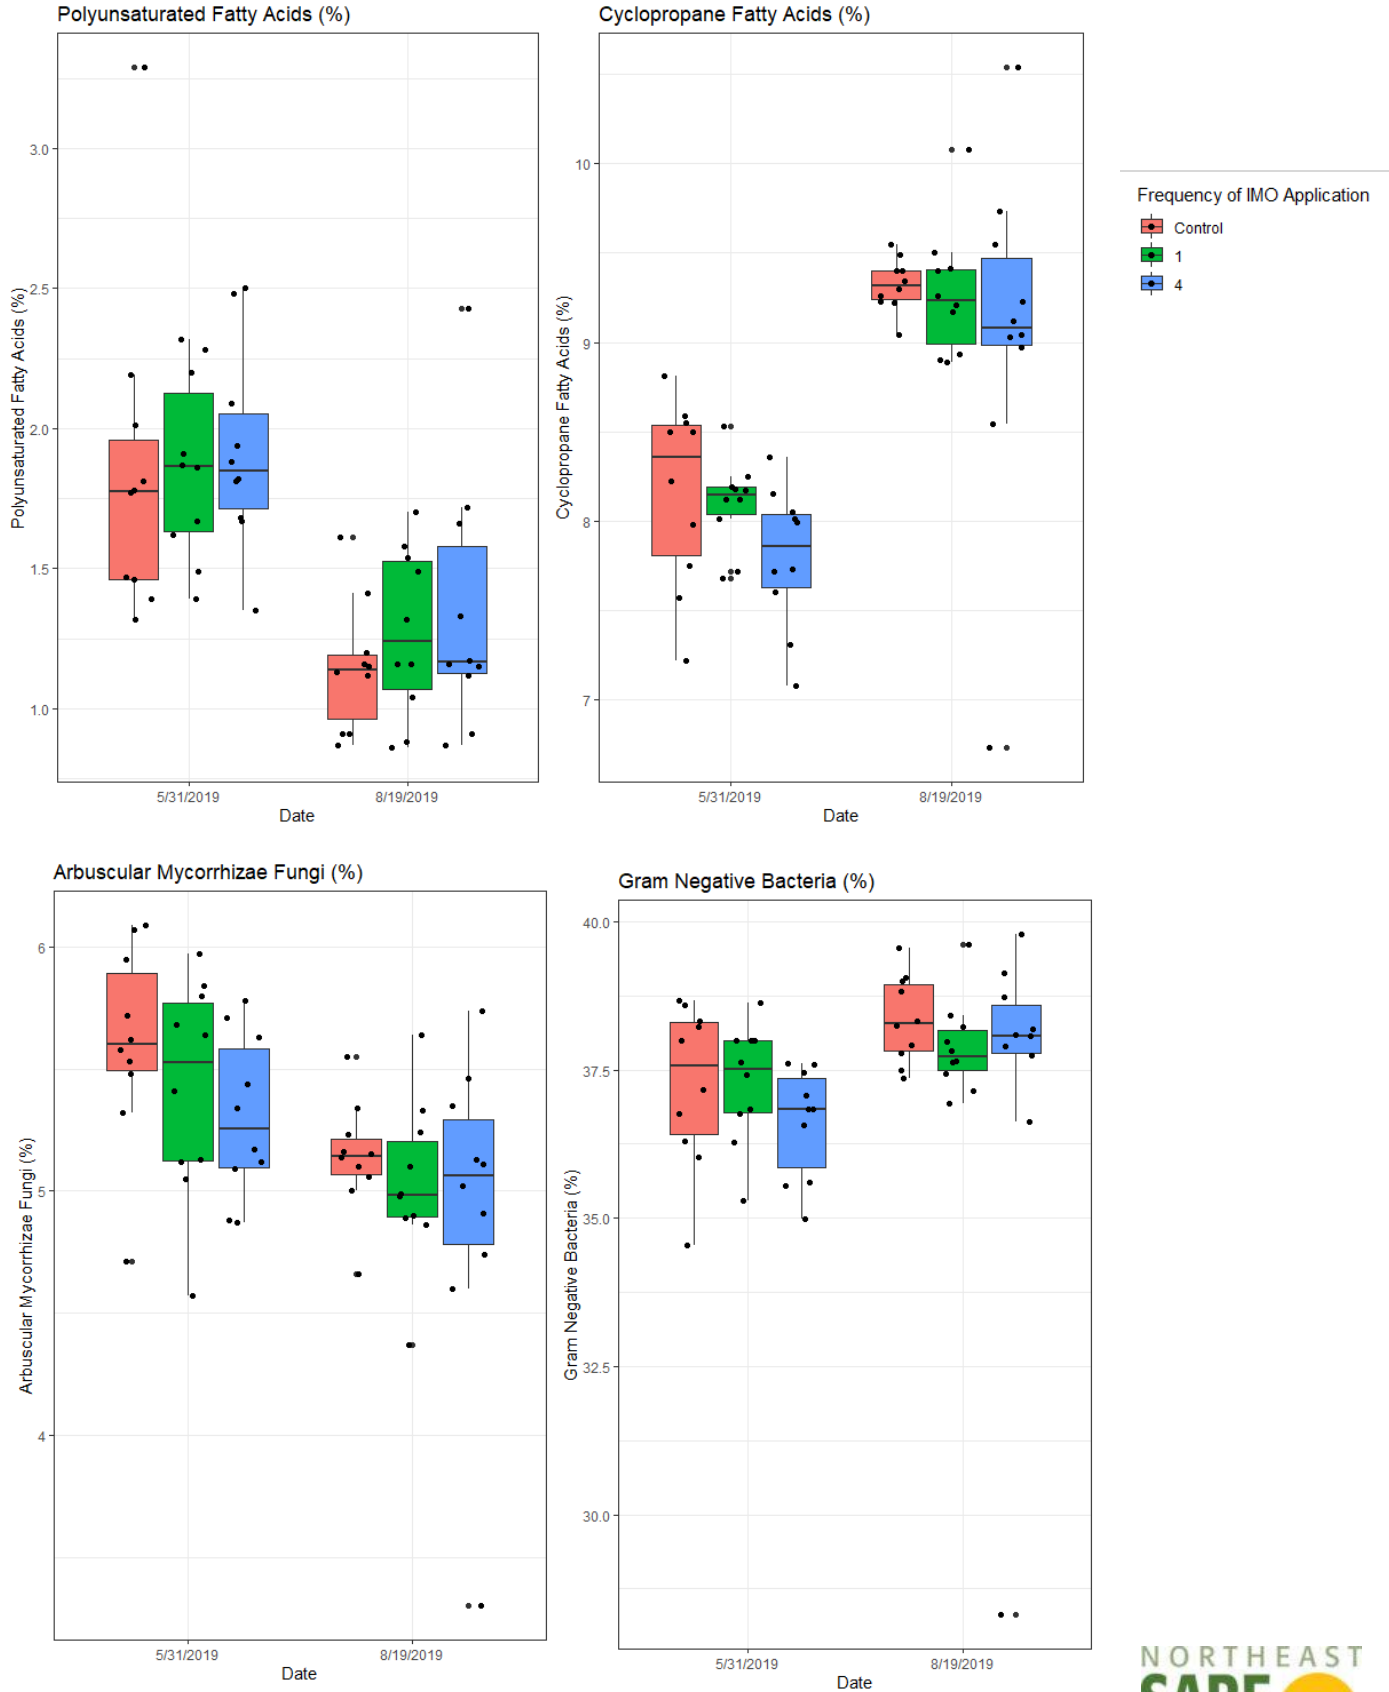 Polyunsaturated Fatty Acids (%)
Polyunsaturated Fatty Acids (%)
3.0
2.5
2.0
1.5
1.0
5/31/2019 8/19/2019
Date
Cyclopropane Fatty Acids (%)
Cyclopropane Fatty Acids (%)
10
9
8
7
5/31/2019 8/19/2019
Date
Frequency of IMO Application
Control
1
4
Arbuscular Mycorrhizae Fungi (%)
Arbuscular Mycorrhizae Fungi (%)
6
5
4
5/31/2019 8/19/2019
Date
Gram Negative Bacteria (%)
Gram Negative Bacteria (%)
40.0
37.5
35.0
32.5
30.0
5/31/2019 8/19/2019
Date
NORTHEAST
SARE